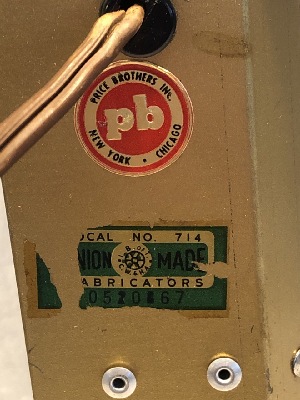 PRICE BROTHERS INC.
pb
NEW YORK • CHICAGO
OCAL NO. 714
NION MADE
ABRICATORS